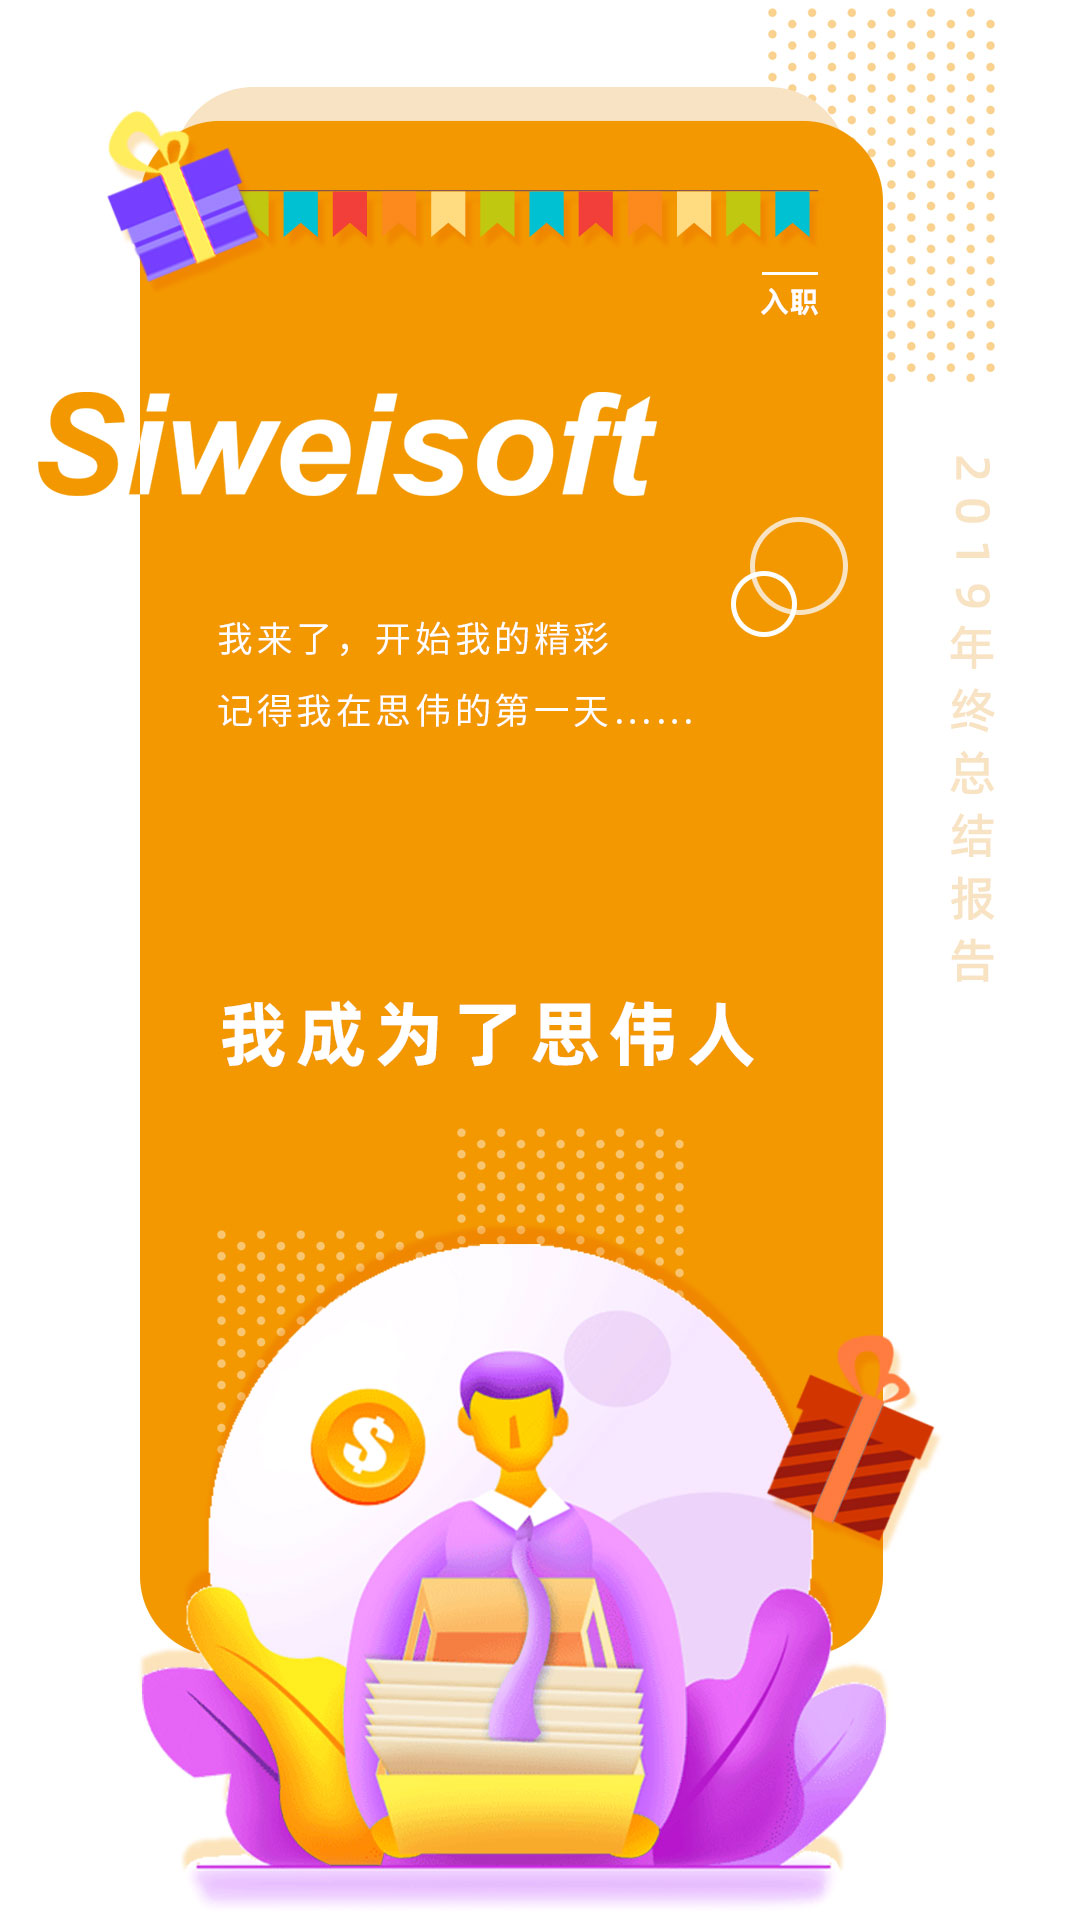 入职
Siweisoft
我来了，开始我的精彩
记得我在思伟的第一天……
2019年终总结报告
我成为了思伟人
$